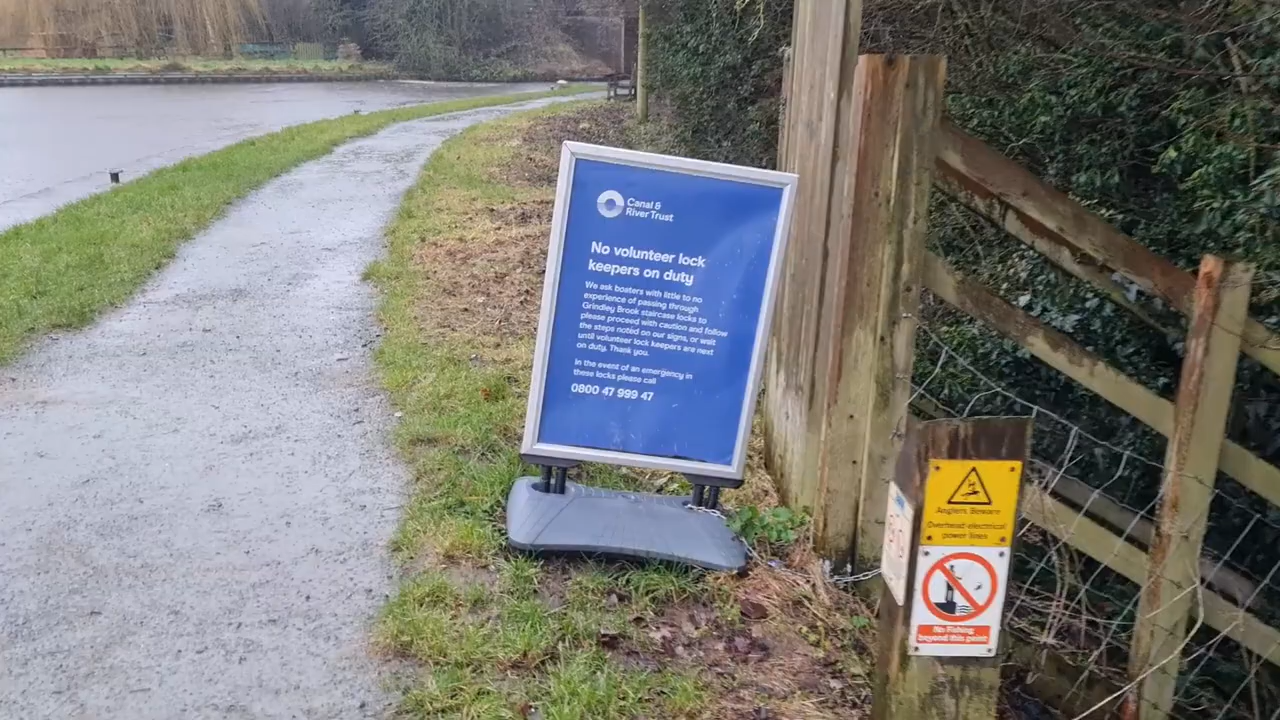 Canal &
River Trust
No volunteer lock
keepers on duty
We ask boaters with little to no
experience of passing through
Grindley Brook staircase locks to
please proceed with caution and follow
the steps noted on our signs, or wait
until volunteer lock keepers are next
on duty. Thank you.
In the event of an emergency in
these locks please call
0800 47 999 47
Anglers Beware
Overhead electrical
power lines
No Fishing
beyond this point